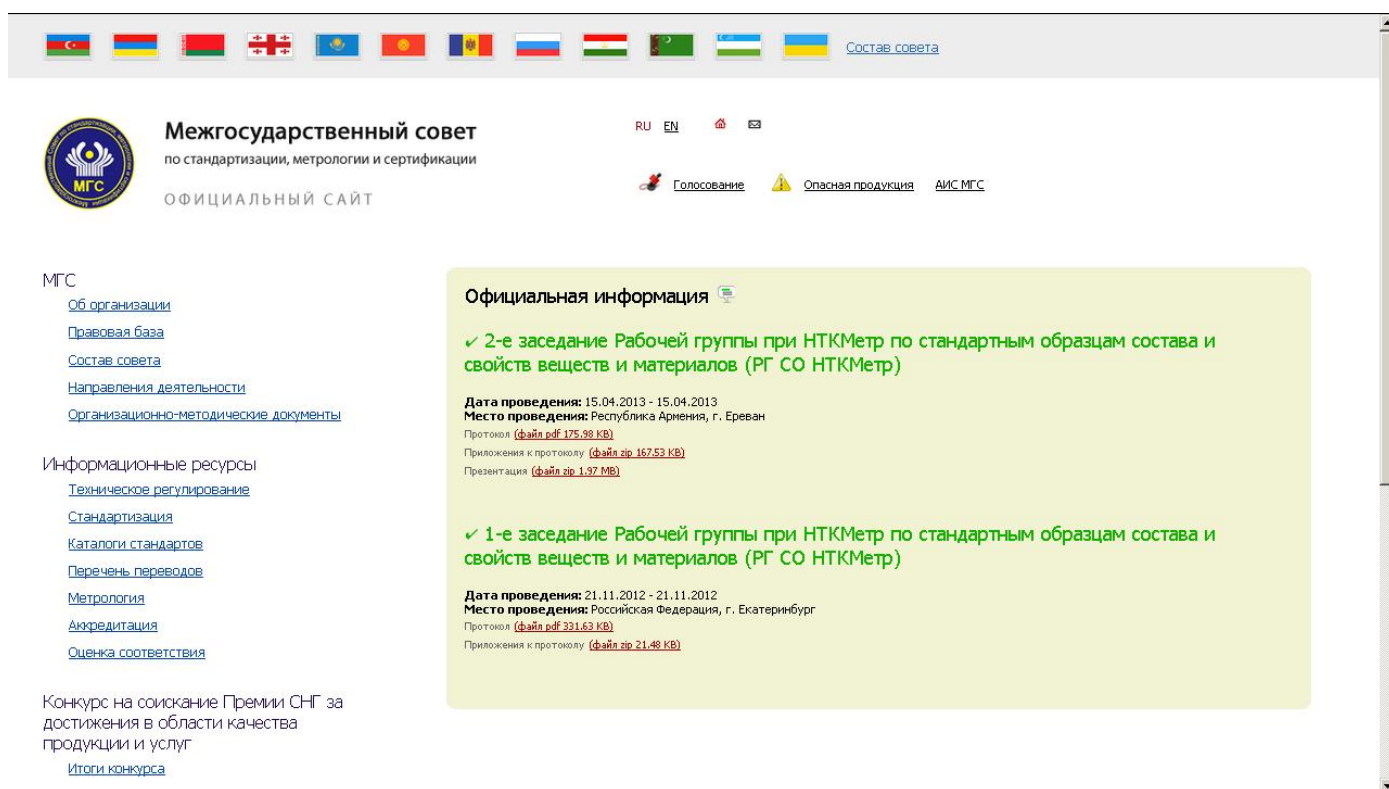 Состав совета
Межгосударственный совет
по стандартизации, метрологии и сертификации
ОФИЦИАЛЬНЫЙ САЙТ
МГС
RU EN
Голосование Опасная продукция АИС МГС
МГС
Об организации
Правовая база
Состав совета
Направления деятельности
Организационно-методические документы
Информационные ресурсы
Техническое регулирование
Стандартизация
Каталоги стандартов
Перечень переводов
Метрология
Аккредитация
Оценка соответствия
Конкурс на соискание Премии СНГ за
достижения в области качества
продукции и услуг
Итоги конкурса
Официальная информация
✓ 2-е заседание Рабочей группы при НТКМетр по стандартным образцам состава и
свойств веществ и материалов (РГ СО НТКМетр)
Дата проведения: 15.04.2013 - 15.04.2013
Место проведения: Республика Армения, г. Ереван
Протокол (файл pdf 175.98 KB)
Приложения к протоколу (файл zip 167.53 KB)
Презентация (файл zip 1.97 MB)
✓ 1-е заседание Рабочей группы при НТКМетр по стандартным образцам состава и
свойств веществ и материалов (РГ СО НТКМетр)
Дата проведения: 21.11.2012 - 21.11.2012
Место проведения: Российская Федерация, г. Екатеринбург
Протокол (файл pdf 331.63 KB)
Приложения к протоколу (файл zip 21.48 KB)